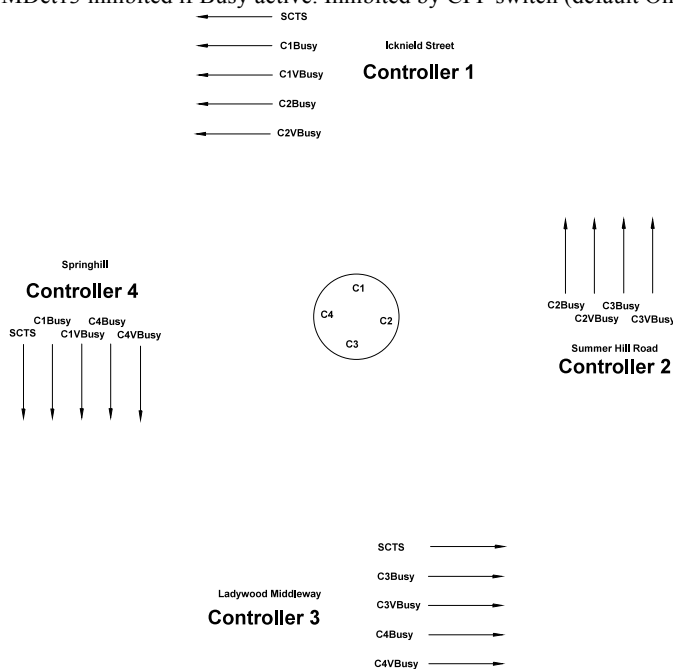 MDet15 inhibited if Busy active. Inhibited by CFF switch (default On
SCTS
C1Busy
C1VBusy
C2Busy
C2VBusy
Icknield Street
Controller 1
Springhill
Controller 4
C1Busy C4Busy
SCTS C1VBusy C4VBusy
C1
C4
C2
C3
C2Busy C3Busy
C2VBusy C3VBusy
Summer Hill Road
Controller 2
Ladywood Middleway
Controller 3
SCTS
C3Busy
C3VBusy
C4Busy
C4VBusy